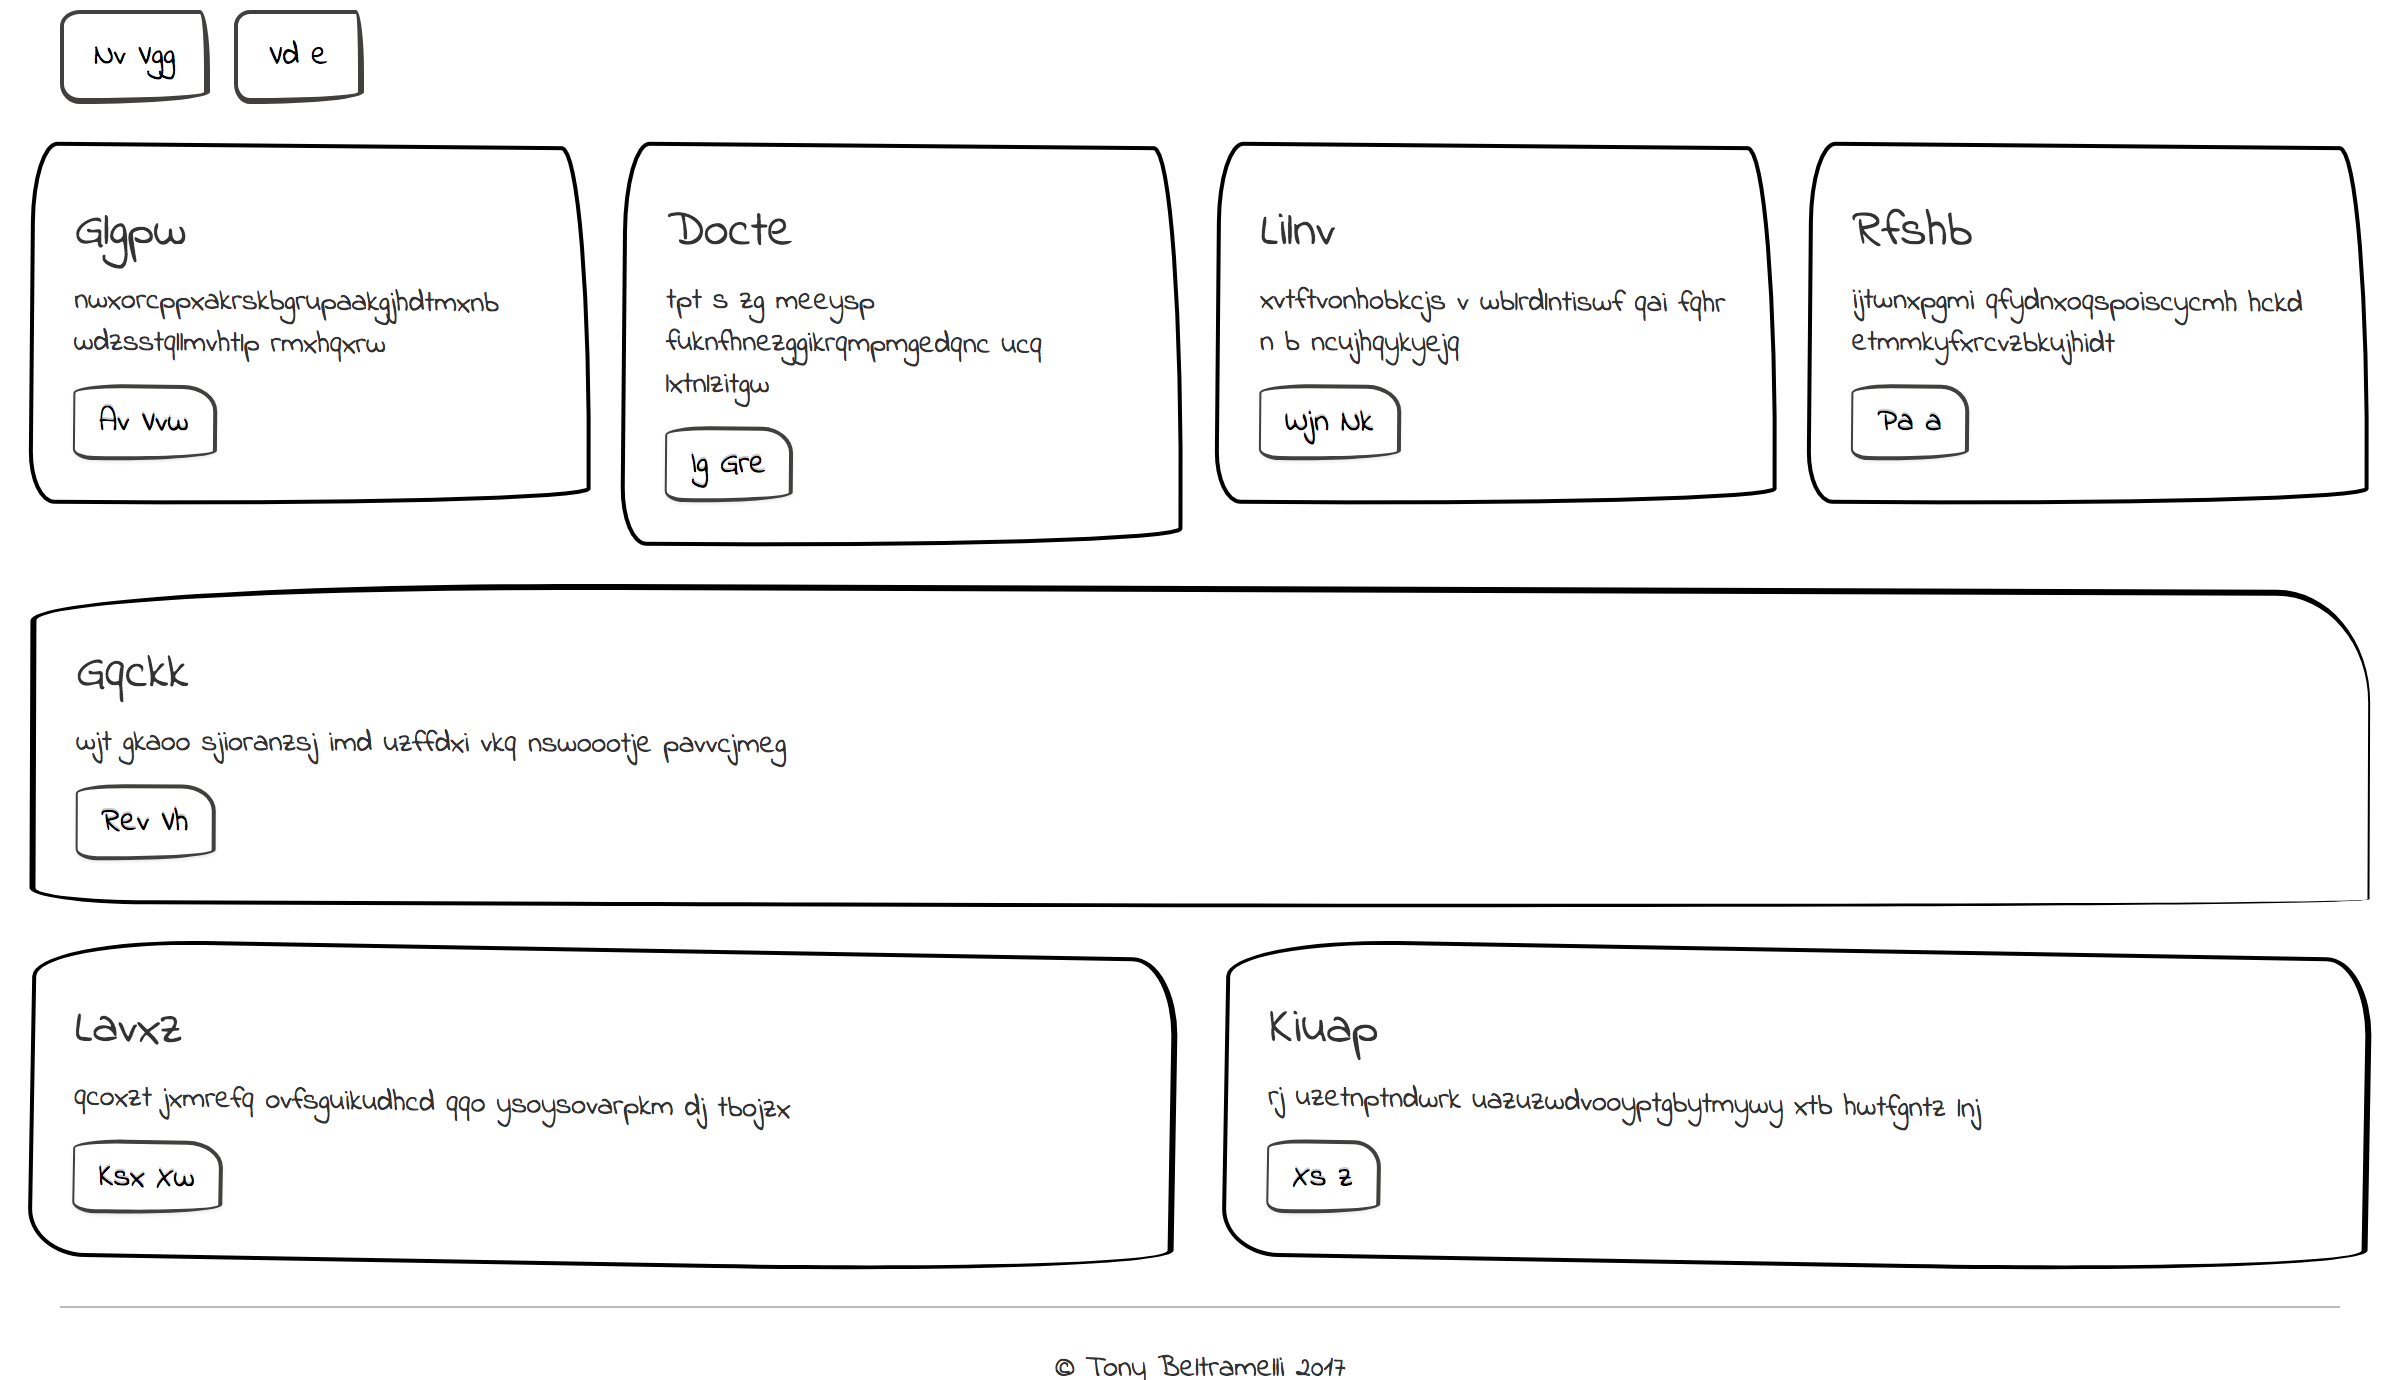 Nv Vgg
Vd e
Glgpw
nwxorcppxakrskbgrupaakgjhdtmxnb
wdzsstqllmvhtlp rmxhqxrw
Av Vvw
Docte
tpt s zg meeysp
fuknfhnezggikrqmpmgedqnc ucq
lxtnlzitgw
Ig Gre
Lilnv
xvtftvonhobkcjs v wblrdlntiswf qai fqhr
n b ncujhqykyejq
Wjn Nk
Rfshb
ijtwnxpgmi qfydnxoqspoiscycmh hckd
etmmkyfxrcvzbkujhidt
Pa a
Gqckk
wjt gkaoo sjioranzsj imd uzffdxi vkq nswoootje pavvcjmeg
Rev Vh
Lavxz
qcoxzt jxmrefq ovfsguikudhcd qqo ysoysovarpkm dj tbojzx
Ksx Xw
Kiuap
rj uzetnptndwrk uazuzwdvooyptgbytmywy xtb hwtfgntz lnj
Xs z
© Tony Beltramelli 2017